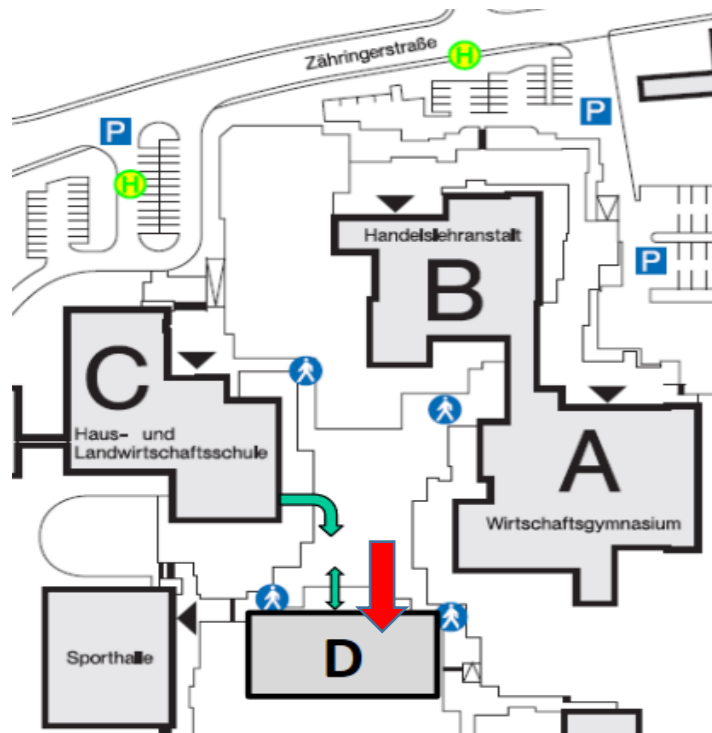 Zähringerstraße
H
P
P
H
Handelslehranstalt
B
P
C
Haus- und
Landwirtschaftsschule
A
Wirtschaftsgymnasium
Sporthalle
D